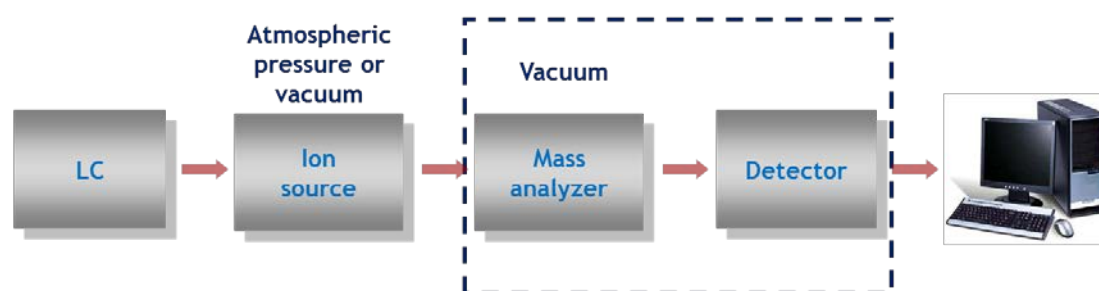 Atmospheric
pressure or
vacuum
Vacuum
LC
Ion
source
Mass
analyzer
Detector